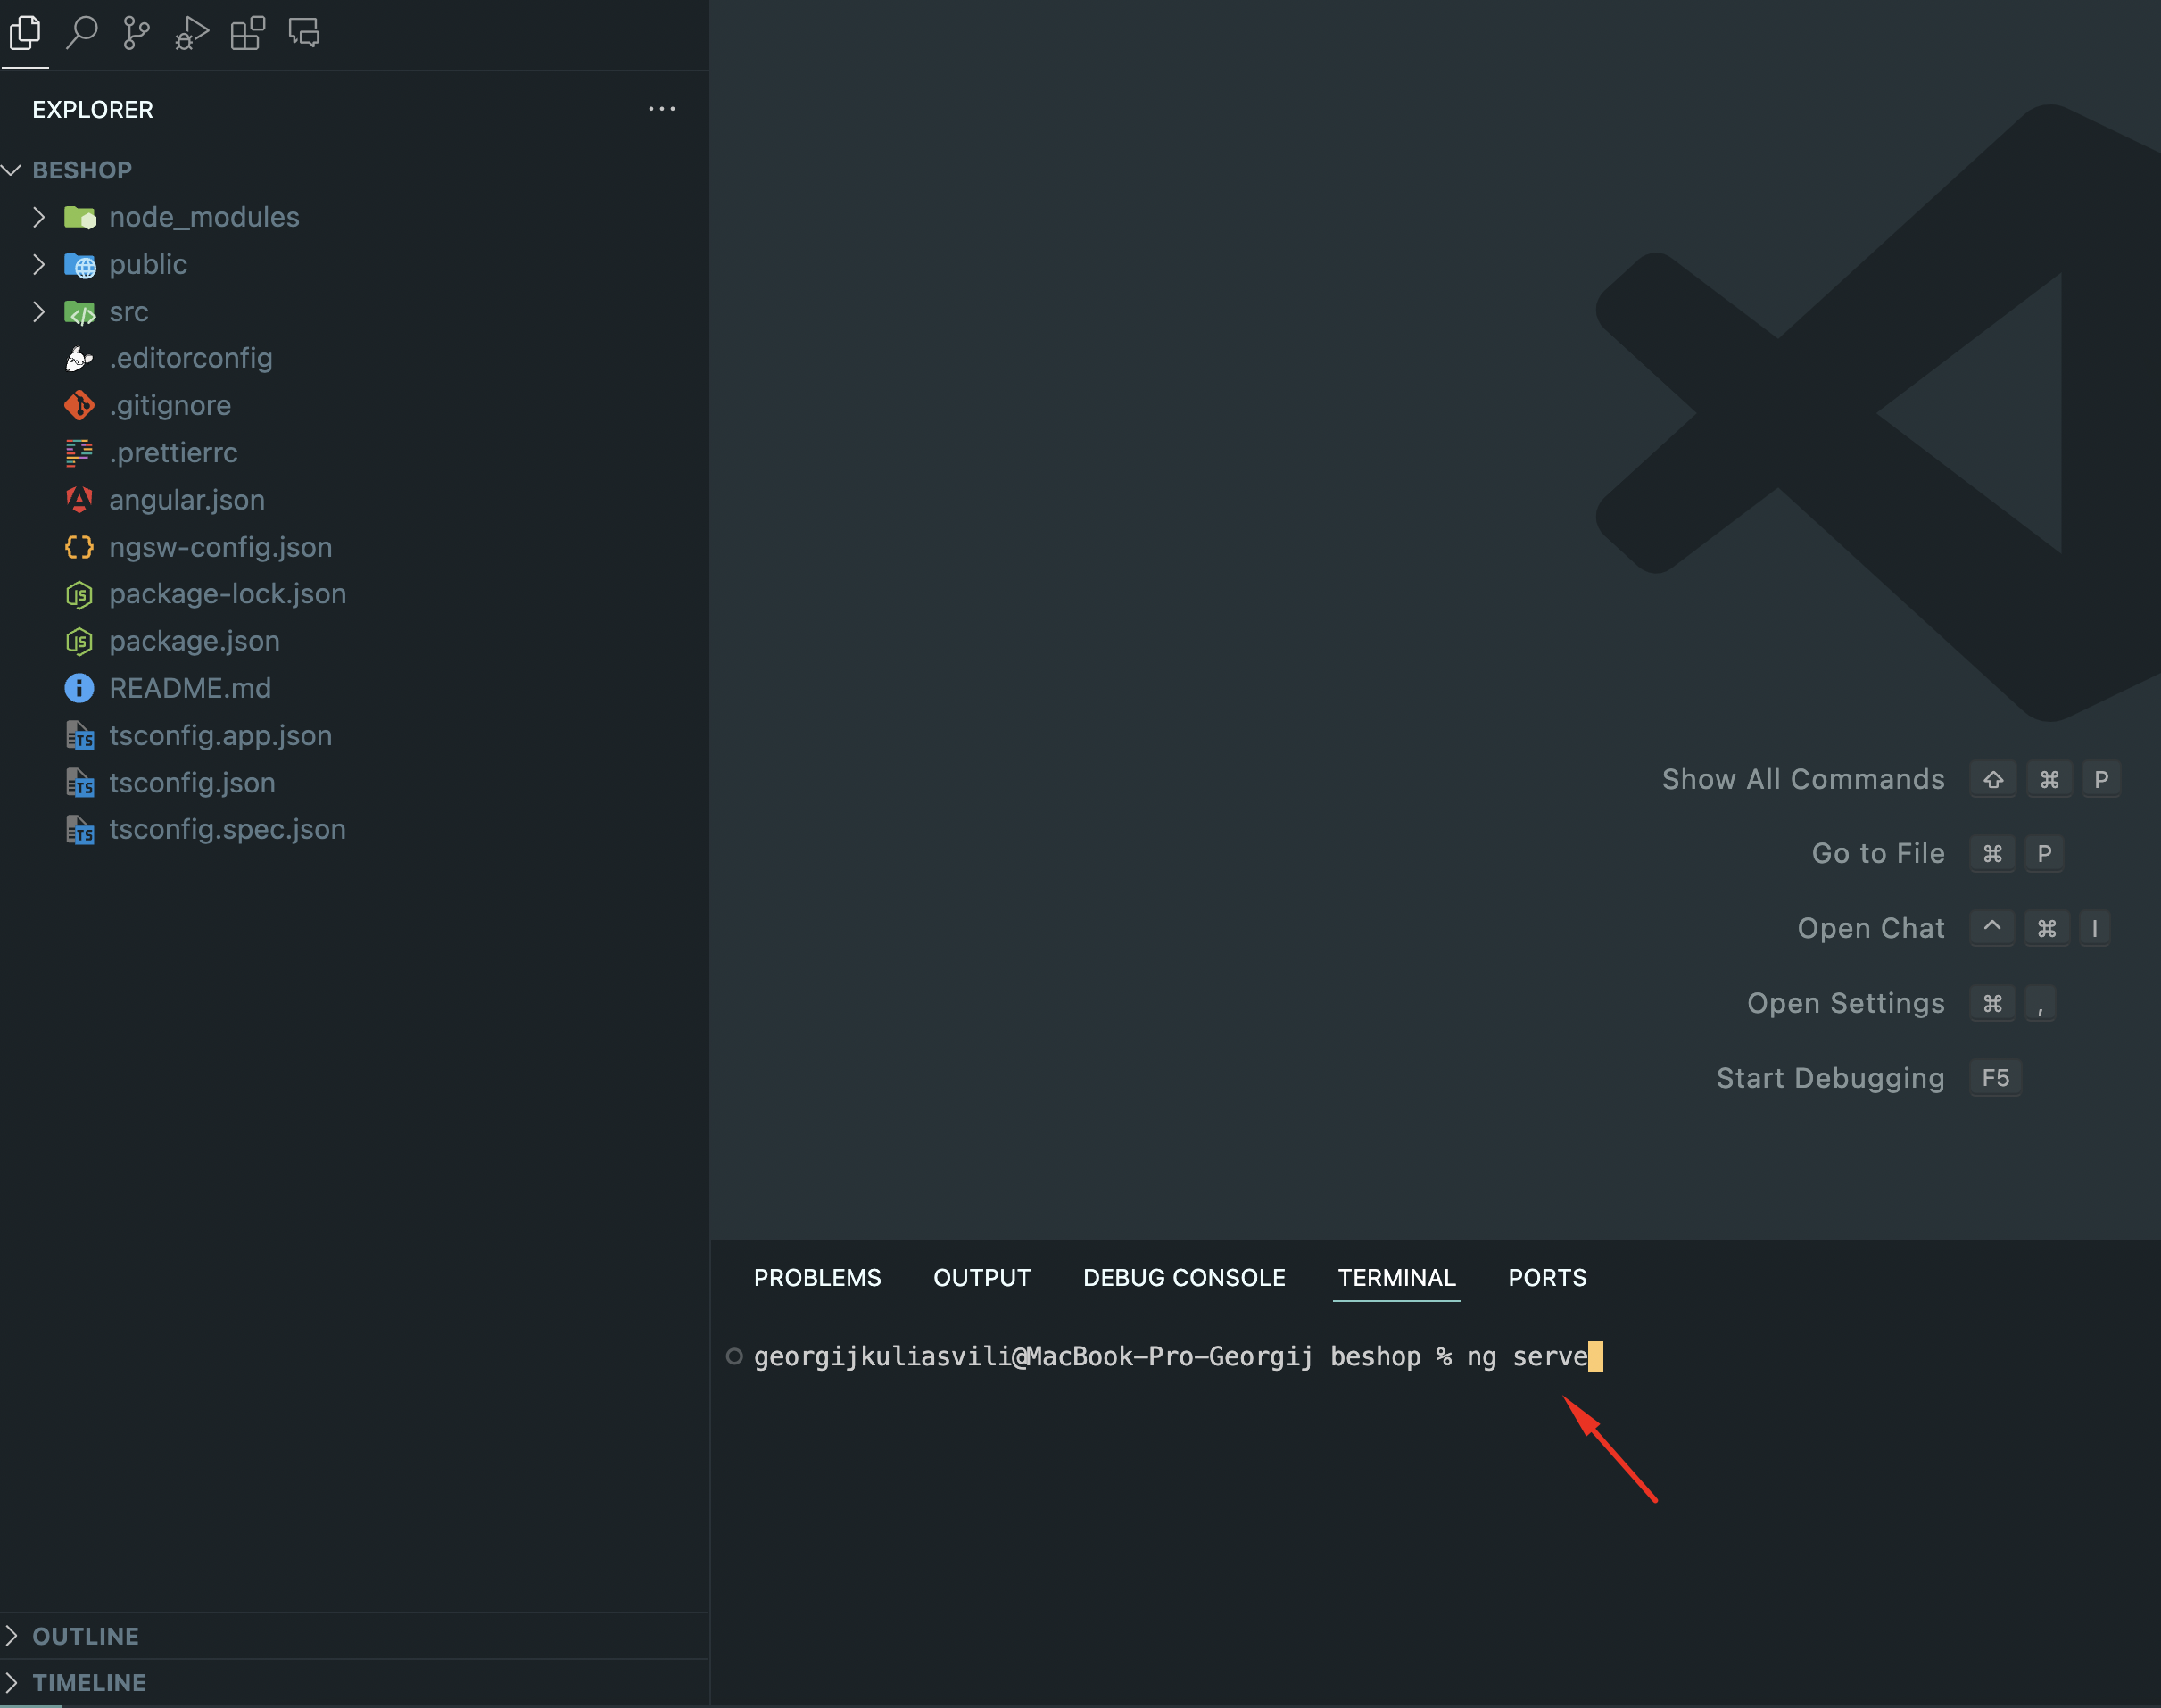 EXPLORER
BESHOP
node_modules
public
src
.editorconfig
.gitignore
.prettierrc
angular.json
ngsw-config.json
package-lock.json
package.json
README.md
tsconfig.app.json
tsconfig.json
tsconfig.spec.json
OUTLINE
TIMELINE
Show All Commands ⇧ ⌘ P
Go to File ⌘ P
Open Chat ^ ⌘ I
Open Settings ⌘ ,
Start Debugging F5
PROBLEMS OUTPUT DEBUG CONSOLE TERMINAL PORTS
georgijkuliasvili@MacBook-Pro-Georgij beshop % ng serve